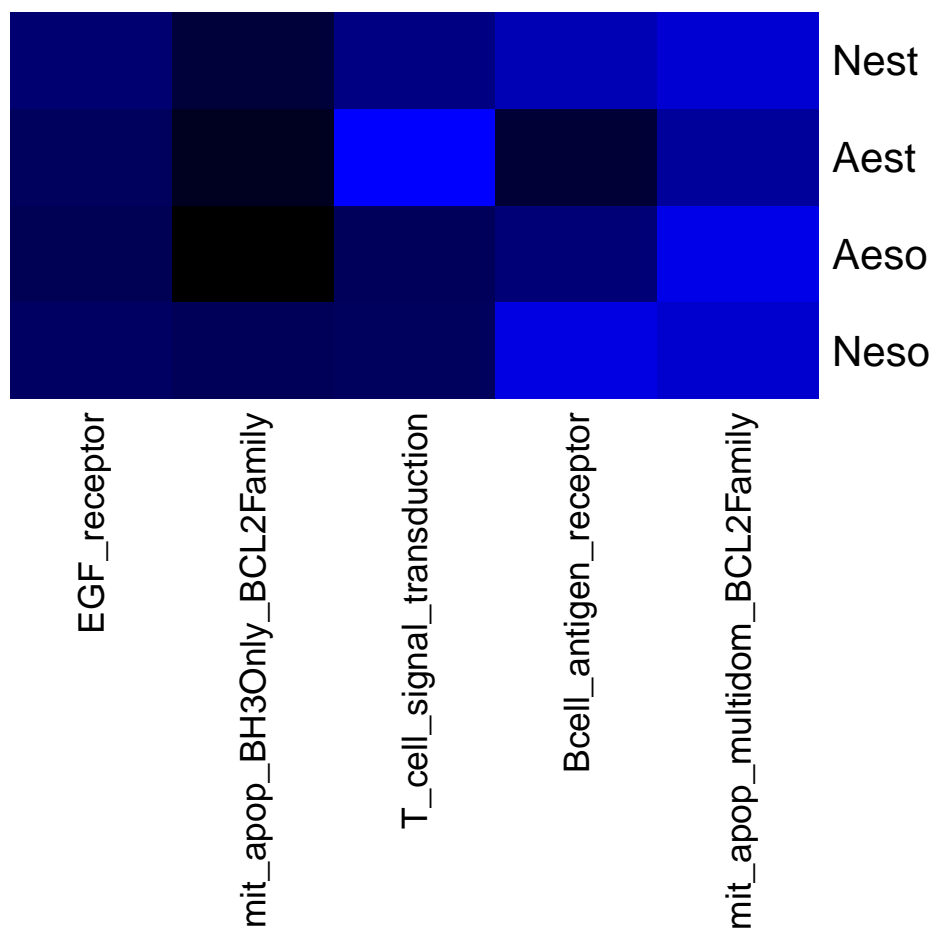 Nest
Aest
Aeso
Neso
EGF_receptor
mit_apop_BH3Only_BCL2Family
T_cell_signal_transduction
Bcell_antigen_receptor
mit_apop_multidom_BCL2Family